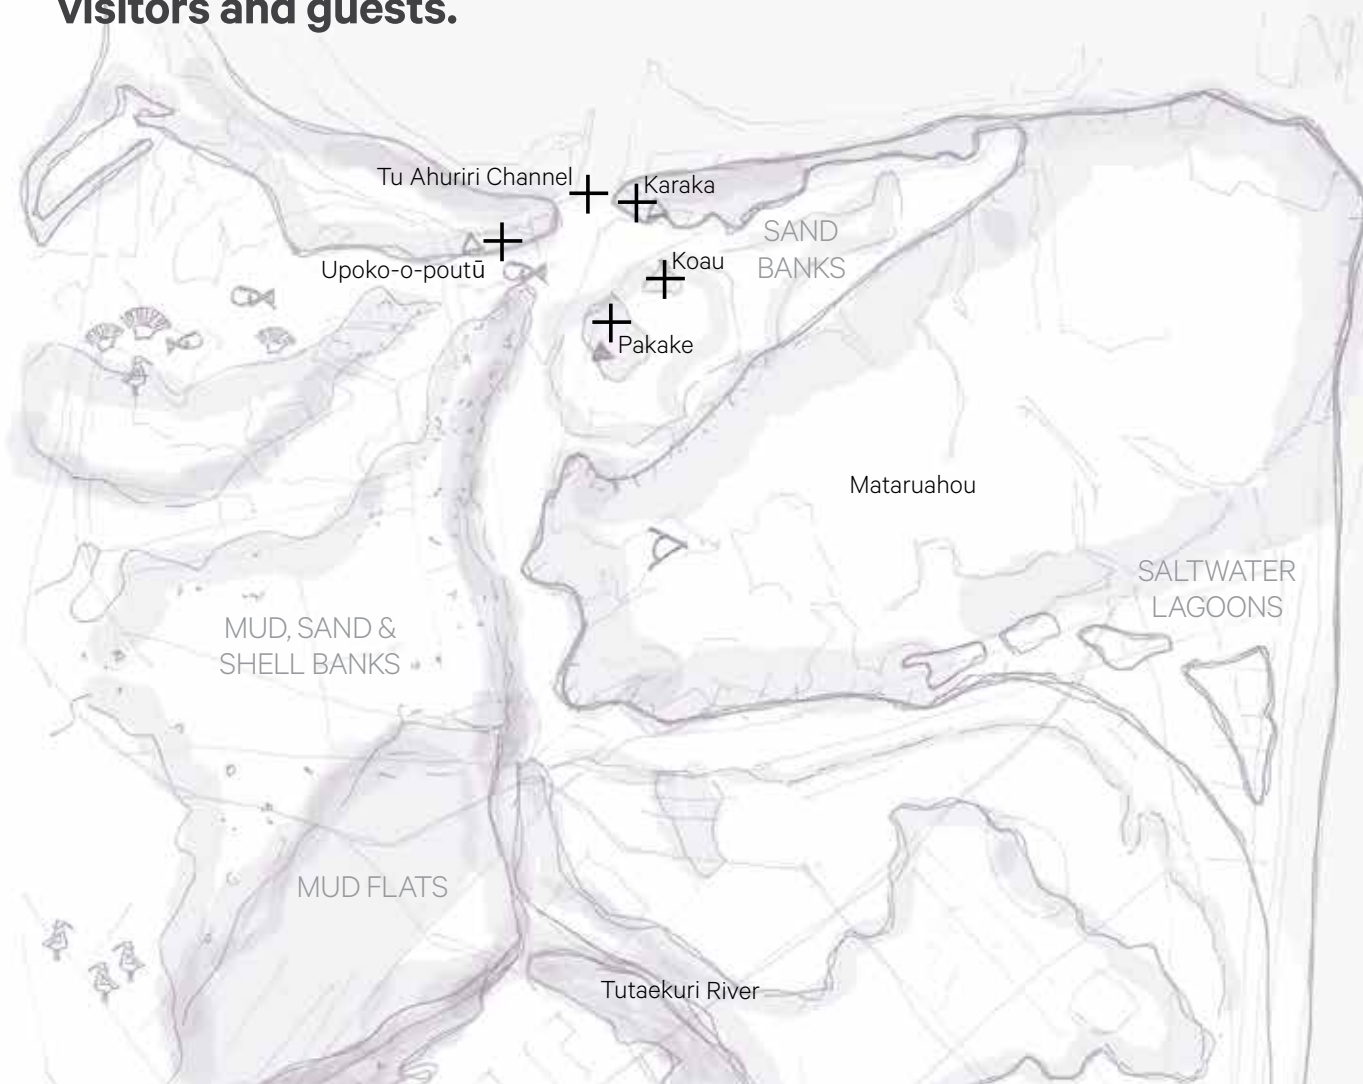 visitors and guests.
Tu Ahuriri Channel
Karaka
SAND
BANKS
Upoko-o-poutū
Koau
Pakake
Mataruahou
SALTWATER
LAGOONS
MUD, SAND &
SHELL BANKS
MUD FLATS
Tutaekuri River